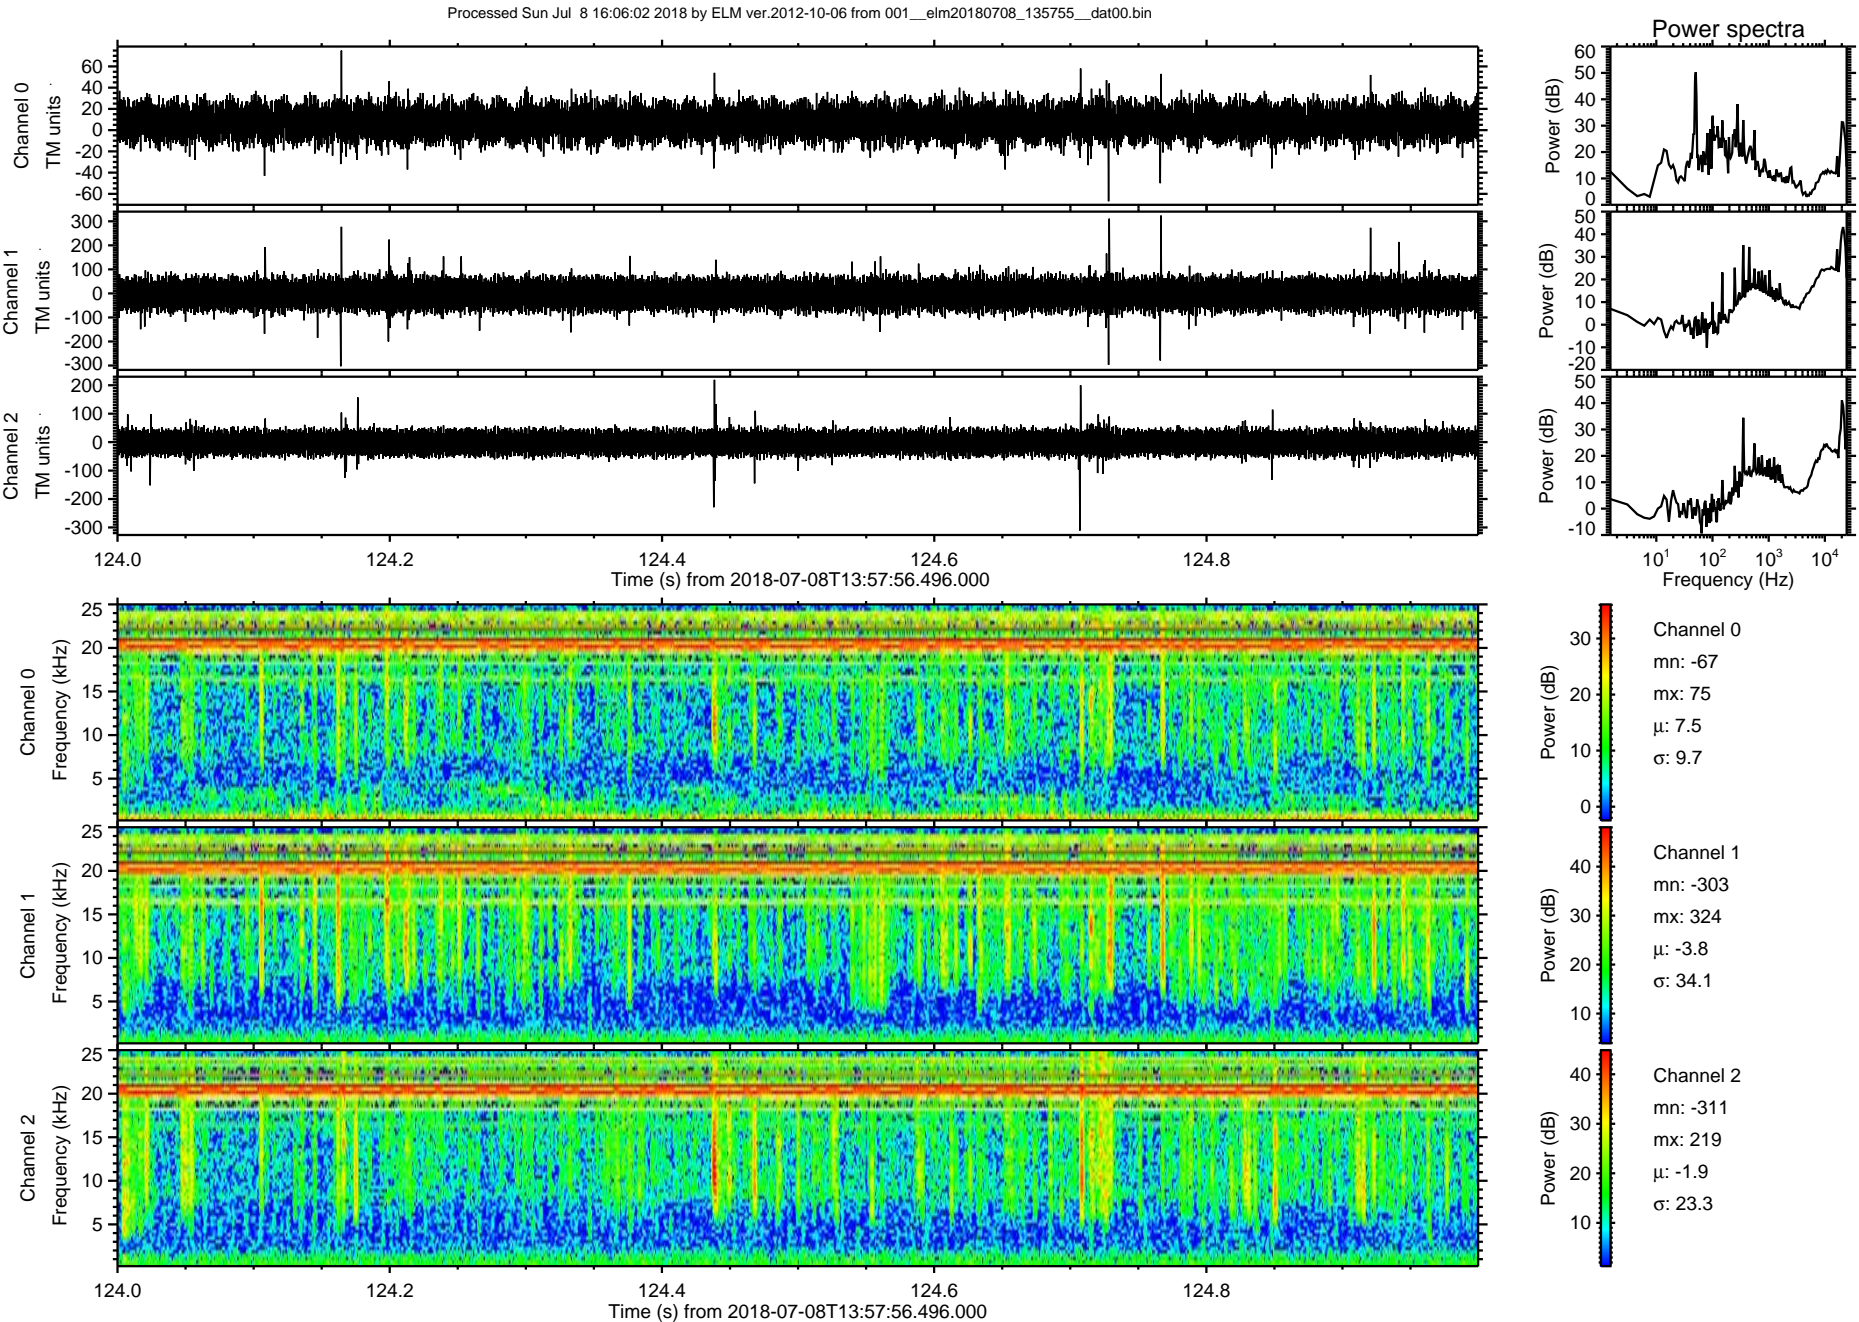 Processed Sun Jul  8 16:06:02 2018 by ELM ver.2012-10-06 from 001__elm20180708_135755__dat00.bin
Power spectra
Channel 0
TM units
60
40
20
0
-20
-40
-60
Power (dB)
60
50
40
30
20
10
0
Channel 1
TM units
300
200
100
0
-100
-200
-300
Power (dB)
50
40
30
20
10
0
-10
-20
Channel 2
TM units
200
100
0
-100
-200
-300
Power (dB)
50
40
30
20
10
0
-10
124.0 124.2 124.4 124.6 124.8
Time (s) from 2018-07-08T13:57:56.496.000
10¹ 10² 10³ 10⁴
Frequency (Hz)
Channel 0
Frequency (kHz)
25
20
15
10
5
Power (dB)
30
20
10
0
Channel 0
mn: -67
mx: 75
μ: 7.5
σ: 9.7
Channel 1
Frequency (kHz)
25
20
15
10
5
Power (dB)
40
30
20
10
Channel 1
mn: -303
mx: 324
μ: -3.8
σ: 34.1
Channel 2
Frequency (kHz)
25
20
15
10
5
Power (dB)
40
30
20
10
Channel 2
mn: -311
mx: 219
μ: -1.9
σ: 23.3
124.0 124.2 124.4 124.6 124.8
Time (s) from 2018-07-08T13:57:56.496.000